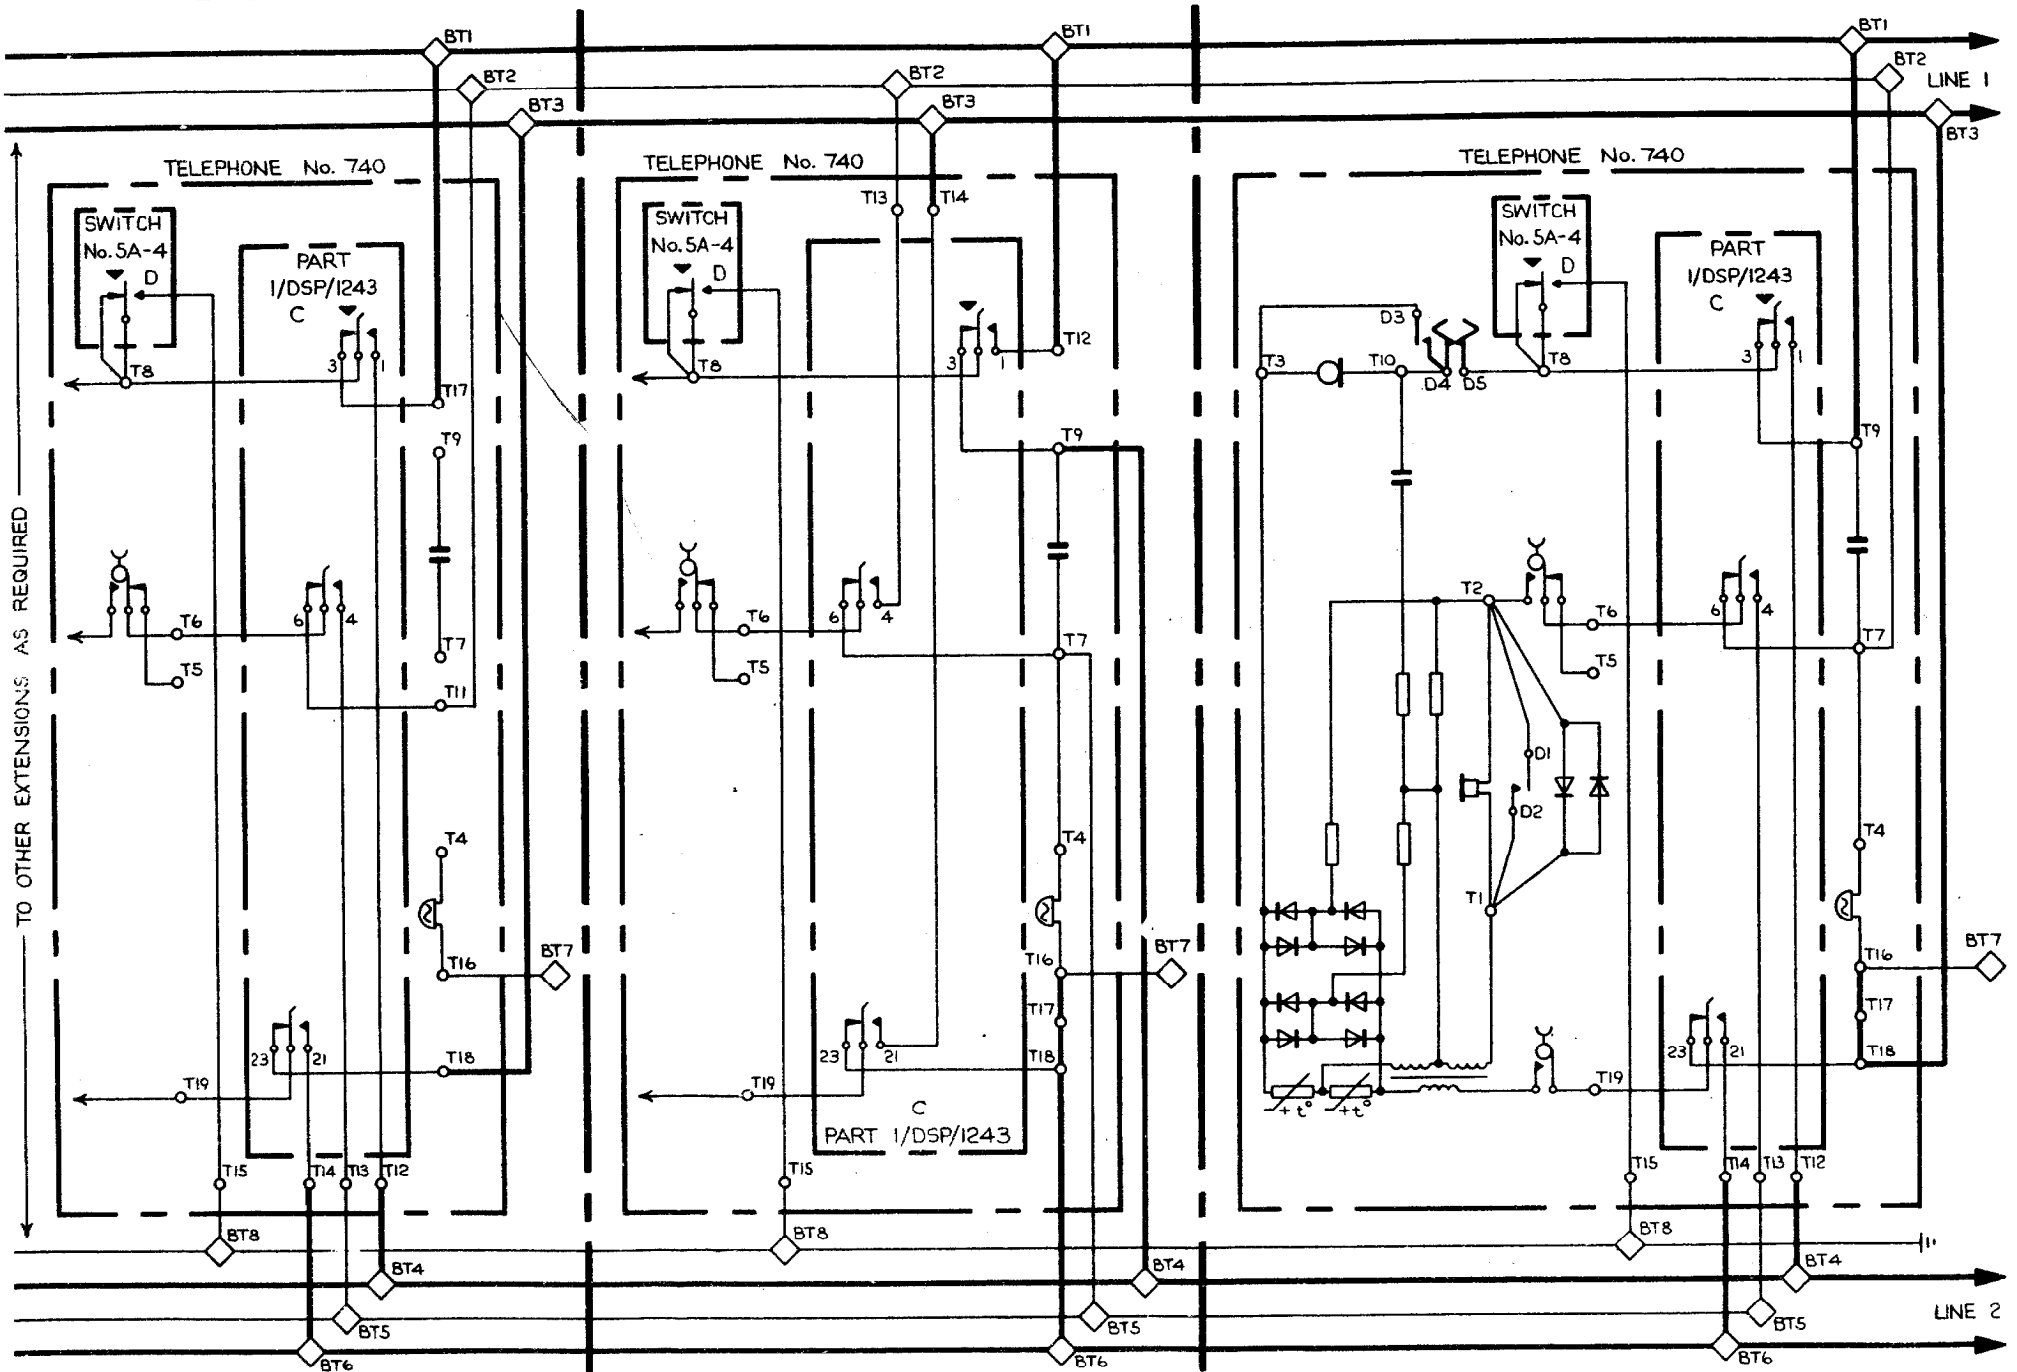 BT1
BT1
BT1
BT2
BT2
BT2
LINE 1
BT3
BT3
BT3
TELEPHONE No. 740
TELEPHONE No. 740
TELEPHONE No. 740
TO OTHER EXTENSIONS AS REQUIRED
SWITCH
No.5A-4
D
T8
PART
1/DSP/1243
C
3
1
T17
T9
T6
T5
6
4
T7
T11
T4
T16
BT7
23
21
T18
T19
T15
T14
T13
T12
BT8
BT4
BT5
BT6
SWITCH
No.5A-4
D
T8
T13
T14
3
1
T12
T9
T6
T5
6
4
T7
T4
T16
BT7
T17
23
21
T18
T19
C
PART 1/DSP/1243
T15
BT8
BT4
BT5
BT6
SWITCH
No.5A-4
D
D3
T3
T10
D4
D5
T8
PART
1/DSP/1243
C
3
1
T9
T2
T6
T5
6
4
T7
D1
D2
T4
T1
T16
BT7
T17
23
21
T18
T19
+t°
+t°
T15
T14
T13
T12
BT8
BT4
BT5
LINE 2
BT6